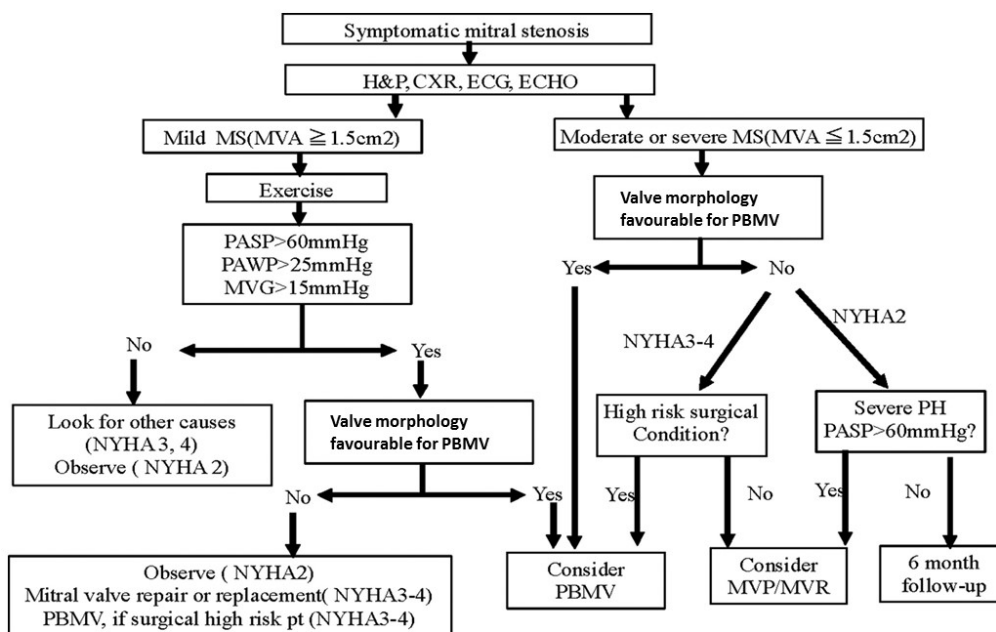 Symptomatic mitral stenosis
H&P, CXR, ECG, ECHO
Mild MS(MVA ≧ 1.5cm2)
Moderate or severe MS(MVA ≦ 1.5cm2)
Exercise
Valve morphology
favourable for PBMV
PASP>60mmHg
PAWP>25mmHg
MVG>15mmHg
Yes
No
NYHA3-4
NYHA2
No
Yes
Look for other causes
(NYHA3, 4)
Observe ( NYHA 2)
Valve morphology
favourable for PBMV
High risk surgical
Condition?
Severe PH
PASP>60mmHg?
No
Yes
Yes
No
Yes
No
Observe ( NYHA2)
Mitral valve repair or replacement( NYHA3-4)
PBMV, if surgical high risk pt (NYHA3-4)
Consider
PBMV
Consider
MVP/MVR
6 month
follow-up